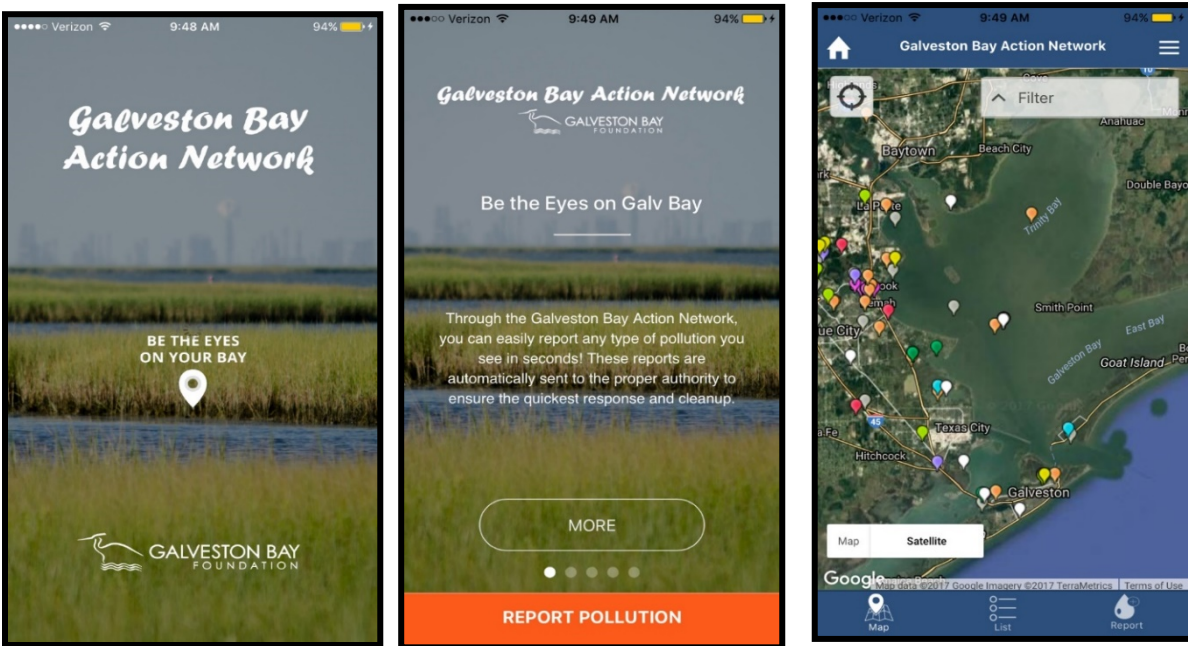 Verizon 9:48 AM 94%
Galveston Bay
Action Network
BE THE EYES
ON YOUR BAY
GALVESTON BAY
FOUNDATION
Verizon 9:49 AM 94%
Galveston Bay Action Network
GALVESTON BAY
FOUNDATION
Be the Eyes on Galv Bay
Through the Galveston Bay Action Network,
you can easily report any type of pollution you
see in seconds! These reports are
automatically sent to the proper authority to
ensure the quickest response and cleanup.
MORE
REPORT POLLUTION
Verizon 9:49 AM 94%
Galveston Bay Action Network
Filter
Anahuac
Baytown
Beach City
Double Bayo
Trinity Bay
Smith Point
ue City
East Bay
Galveston Bay
Goat Island
Texas City
45
Hitchcock
Galveston
Map Satellite
Google
Map data ©2017 Google Imagery ©2017 TerraMetrics Terms of Use
Map List Report